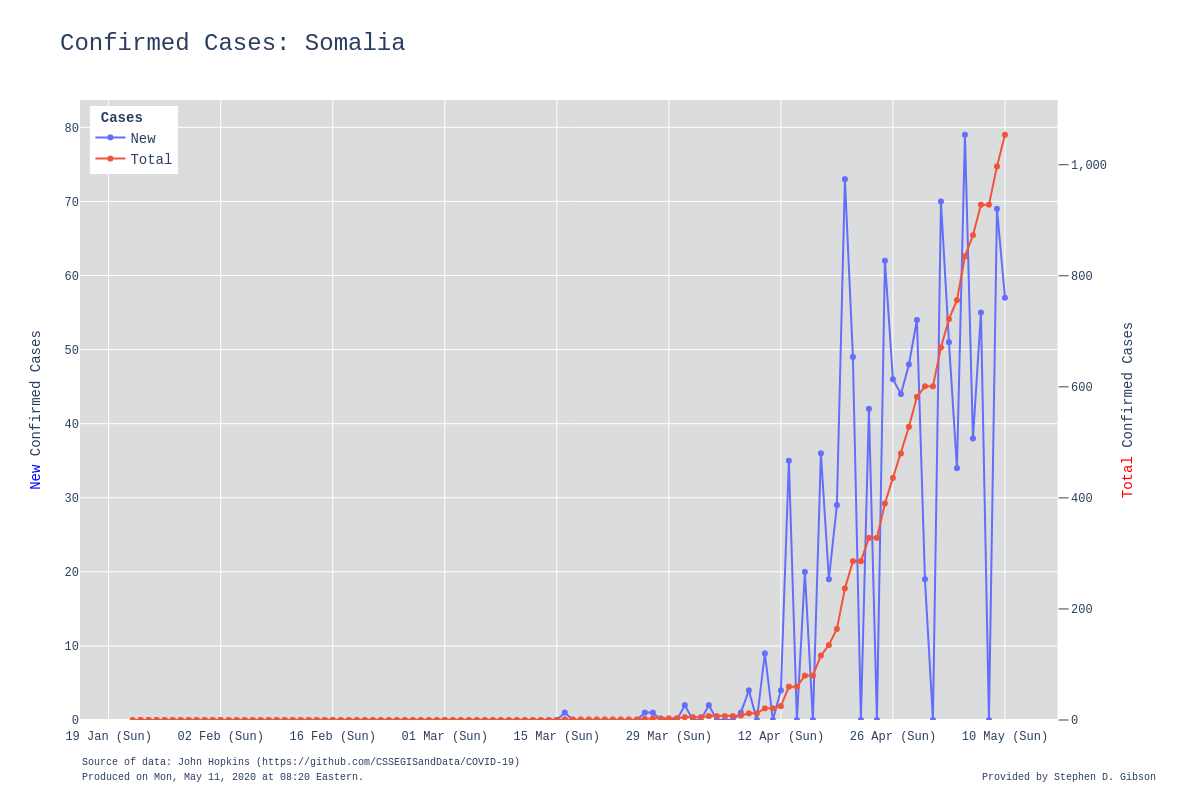 Confirmed Cases: Somalia
Cases
New
Total
80
70
60
50
40
30
20
10
0
New Confirmed Cases
1,000
800
600
400
200
0
Total Confirmed Cases
19 Jan (Sun) 02 Feb (Sun) 16 Feb (Sun) 01 Mar (Sun) 15 Mar (Sun) 29 Mar (Sun) 12 Apr (Sun) 26 Apr (Sun) 10 May (Sun)
Source of data: John Hopkins (https://github.com/CSSEGISandData/COVID-19)
Produced on Mon, May 11, 2020 at 08:20 Eastern.
Provided by Stephen D. Gibson